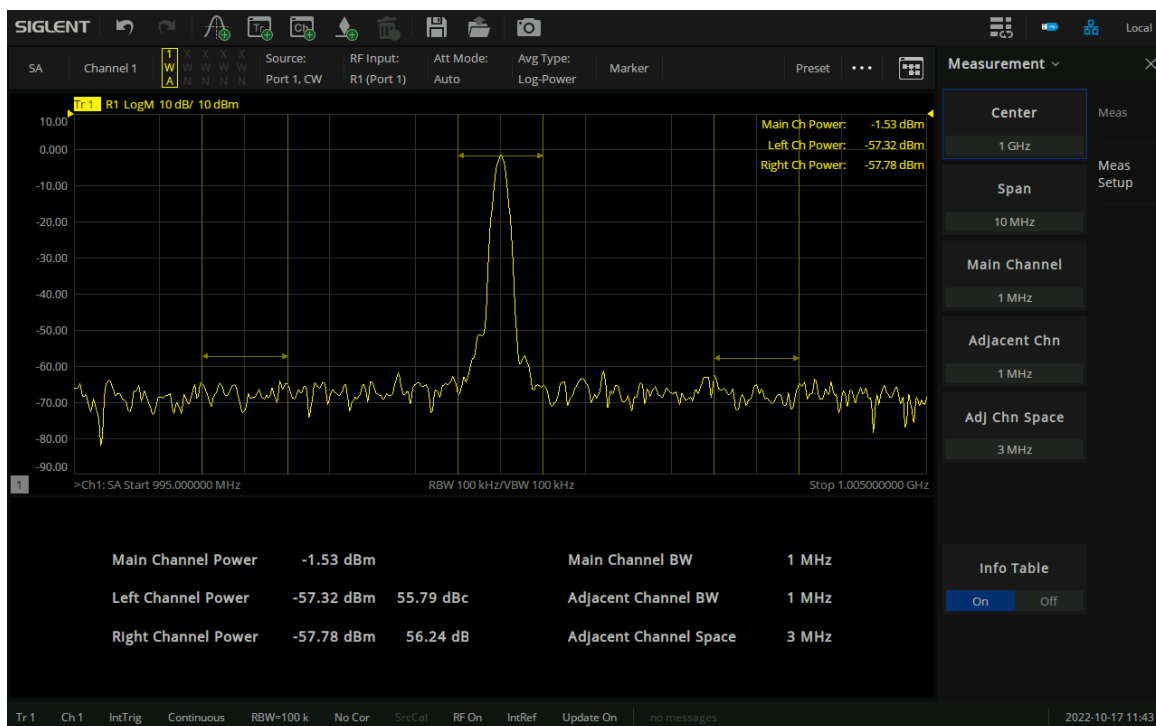 SIGLENT Tr Ch Local
SA Channel 1 1 X X X X Source: RF Input: Att Mode: Avg Type: Marker Preset ••• Measurement
W W W W W Port 1, CW R1 (Port 1) Auto Log-Power
A N N N N
Tr 1 R1 LogM 10 dB/ 10 dBm
10.00
0.000
-10.00
-20.00
-30.00
-40.00
-50.00
-60.00
-70.00
-80.00
-90.00
Main Ch Power: -1.53 dBm
Left Ch Power: -57.32 dBm
Right Ch Power: -57.78 dBm
1 >Ch1: SA Start 995.000000 MHz RBW 100 kHz/VBW 100 kHz Stop 1.005000000 GHz
Main Channel Power -1.53 dBm Main Channel BW 1 MHz
Left Channel Power -57.32 dBm 55.79 dBc Adjacent Channel BW 1 MHz
Right Channel Power -57.78 dBm 56.24 dB Adjacent Channel Space 3 MHz
Center
1 GHz
Span
10 MHz
Main Channel
1 MHz
Adjacent Chn
1 MHz
Adj Chn Space
3 MHz
Info Table
On Off
Meas
Meas
Setup
Tr 1 Ch 1 IntTrig Continuous RBW=100 k No Cor SrcCal RF On IntRef Update On no messages 2022-10-17 11:43